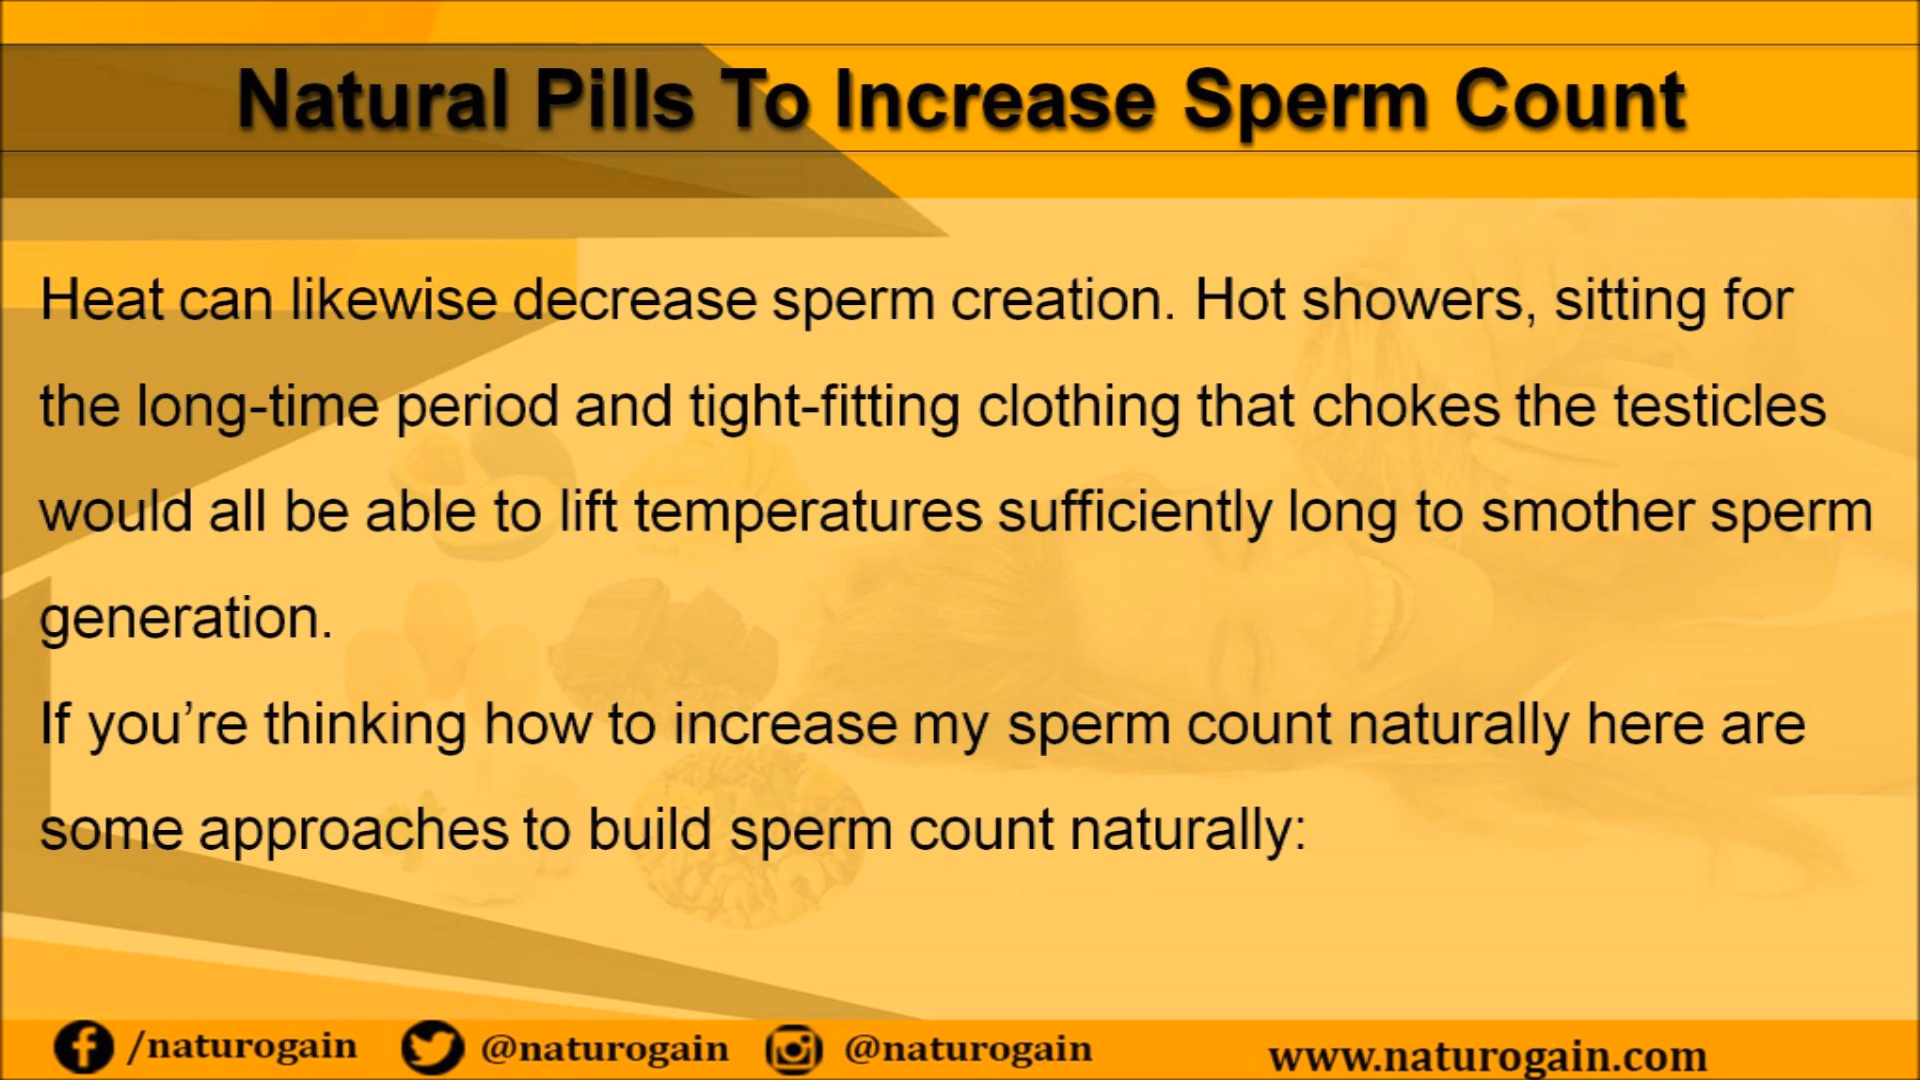 Natural Pills To Increase Sperm Count
Heat can likewise decrease sperm creation. Hot showers, sitting for
the long-time period and tight-fitting clothing that chokes the testicles
would all be able to lift temperatures sufficiently long to smother sperm
generation.
If you’re thinking how to increase my sperm count naturally here are
some approaches to build sperm count naturally:
/naturogain @naturogain @naturogain www.naturogain.com